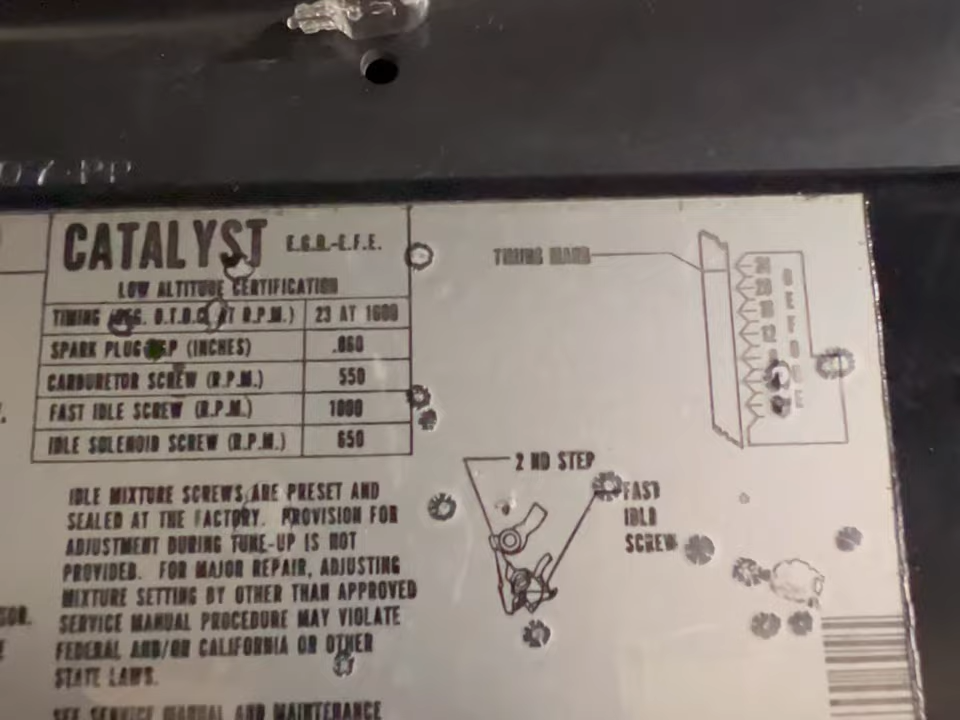 07 PP
CATALYST E.G.R.-E.F.E.
LOW ALTITUDE CERTIFICATION
TIMING (DEG. B.T.D.C. AT R.P.M.) 23 AT 1600
SPARK PLUG GAP (INCHES) .060
CARBURETOR SCREW (R.P.M.) 550
FAST IDLE SCREW (R.P.M.) 1000
IDLE SOLENOID SCREW (R.P.M.) 650
IDLE MIXTURE SCREWS ARE PRESET AND
SEALED AT THE FACTORY. PROVISION FOR
ADJUSTMENT DURING TUNE-UP IS NOT
PROVIDED. FOR MAJOR REPAIR, ADJUSTING
MIXTURE SETTING BY OTHER THAN APPROVED
SERVICE MANUAL PROCEDURE MAY VIOLATE
FEDERAL AND/OR CALIFORNIA OR OTHER
STATE LAWS.
SEE SERVICE MANUAL AND MAINTENANCE
TIMING MARK
BEFORE
12
2 ND STEP
FAST
IDLE
SCREW